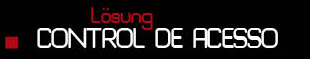 Lösung
CONTROL DE ACESSO